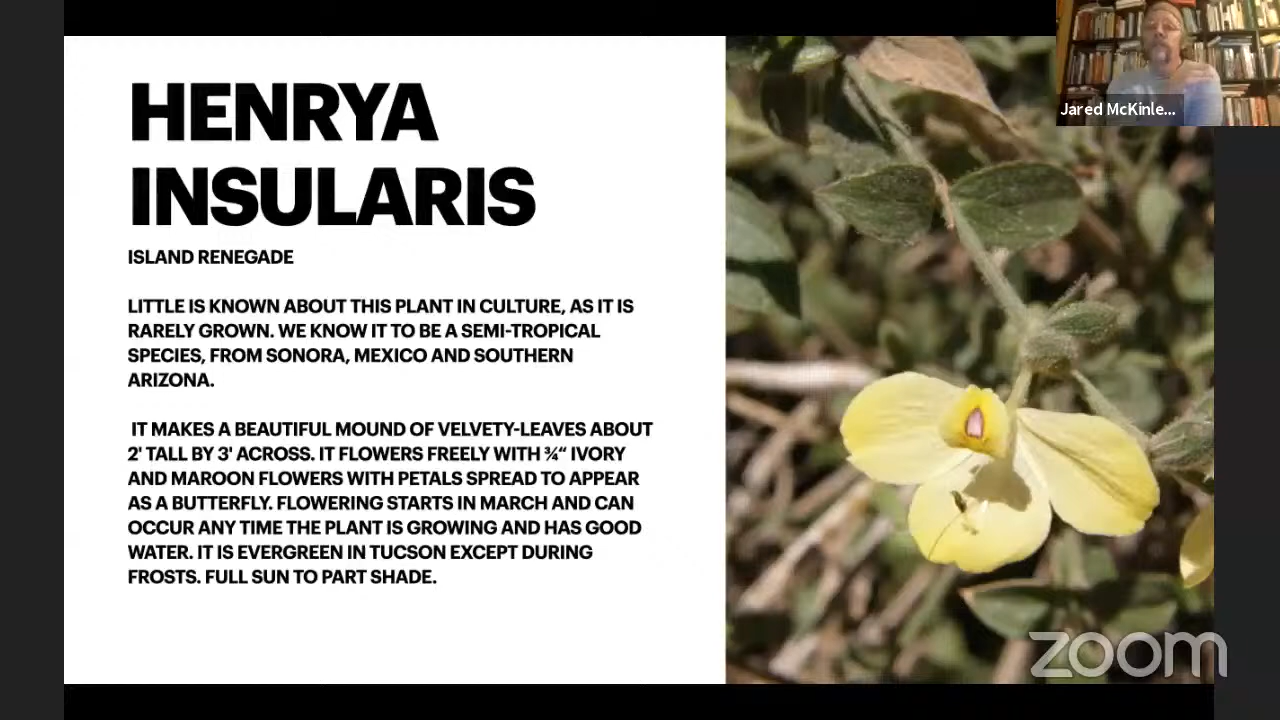 HENRYA
INSULARIS
ISLAND RENEGADE
LITTLE IS KNOWN ABOUT THIS PLANT IN CULTURE, AS IT IS
RARELY GROWN. WE KNOW IT TO BE A SEMI-TROPICAL
SPECIES, FROM SONORA, MEXICO AND SOUTHERN
ARIZONA.
IT MAKES A BEAUTIFUL MOUND OF VELVETY-LEAVES ABOUT
2' TALL BY 3' ACROSS. IT FLOWERS FREELY WITH ¾“ IVORY
AND MAROON FLOWERS WITH PETALS SPREAD TO APPEAR
AS A BUTTERFLY. FLOWERING STARTS IN MARCH AND CAN
OCCUR ANY TIME THE PLANT IS GROWING AND HAS GOOD
WATER. IT IS EVERGREEN IN TUCSON EXCEPT DURING
FROSTS. FULL SUN TO PART SHADE.
Jared McKinle...
zoom